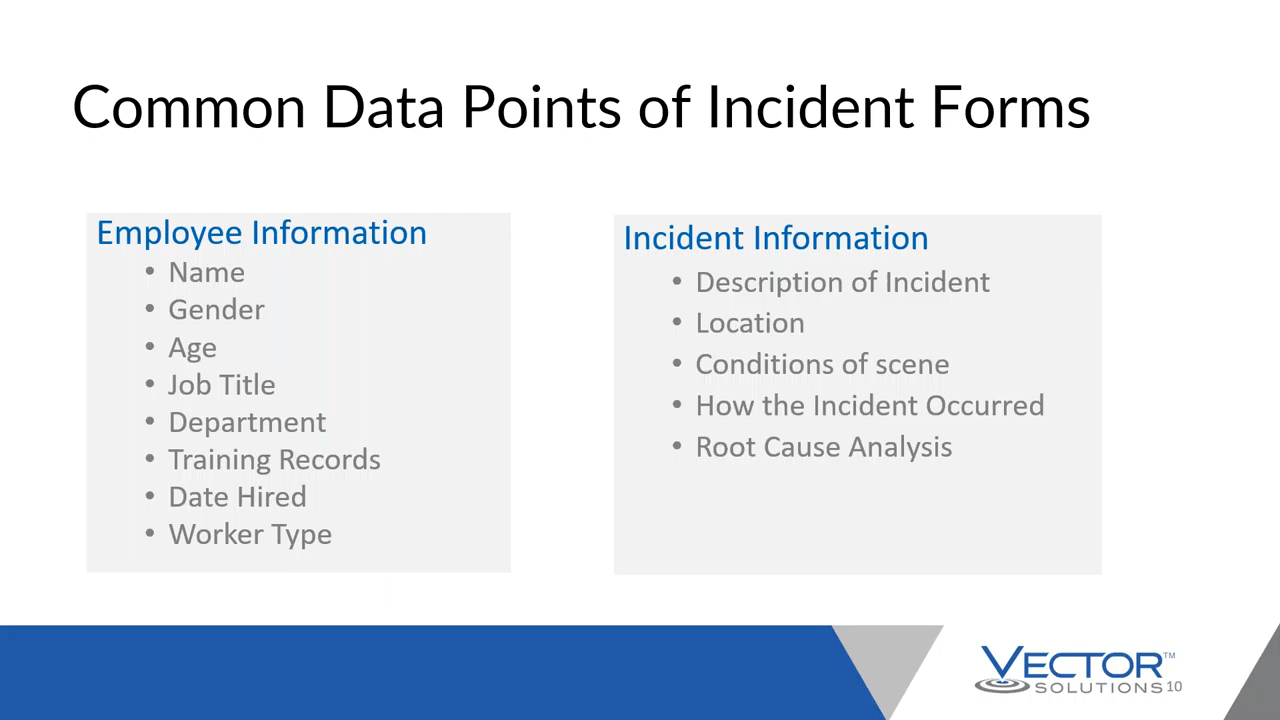 Common Data Points of Incident Forms
Employee Information
• Name
• Gender
• Age
• Job Title
• Department
• Training Records
• Date Hired
• Worker Type
Incident Information
• Description of Incident
• Location
• Conditions of scene
• How the Incident Occurred
• Root Cause Analysis
VECTOR™
SOLUTIONS
10